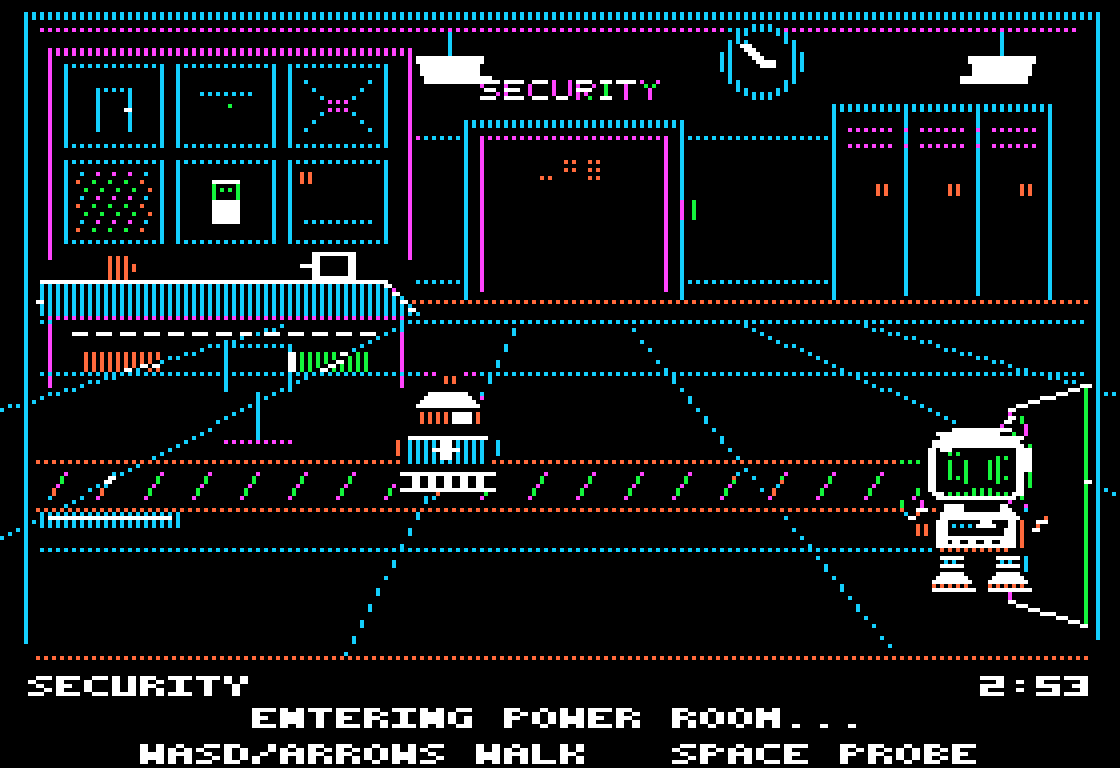 SECURITY
SECURITY 2:53
ENTERING POWER ROOM...
WASD/ARROWS WALK SPACE PROBE